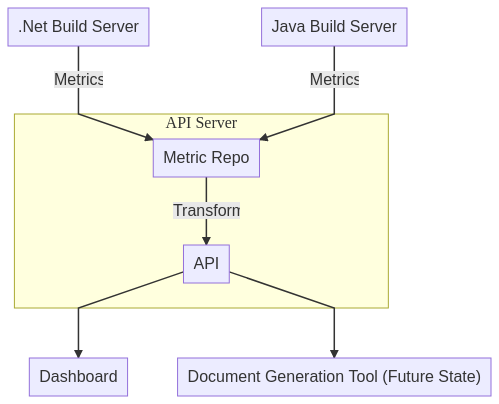 .Net Build Server
Java Build Server
Metrics
Metrics
API Server
Metric Repo
Transform
API
Dashboard
Document Generation Tool (Future State)